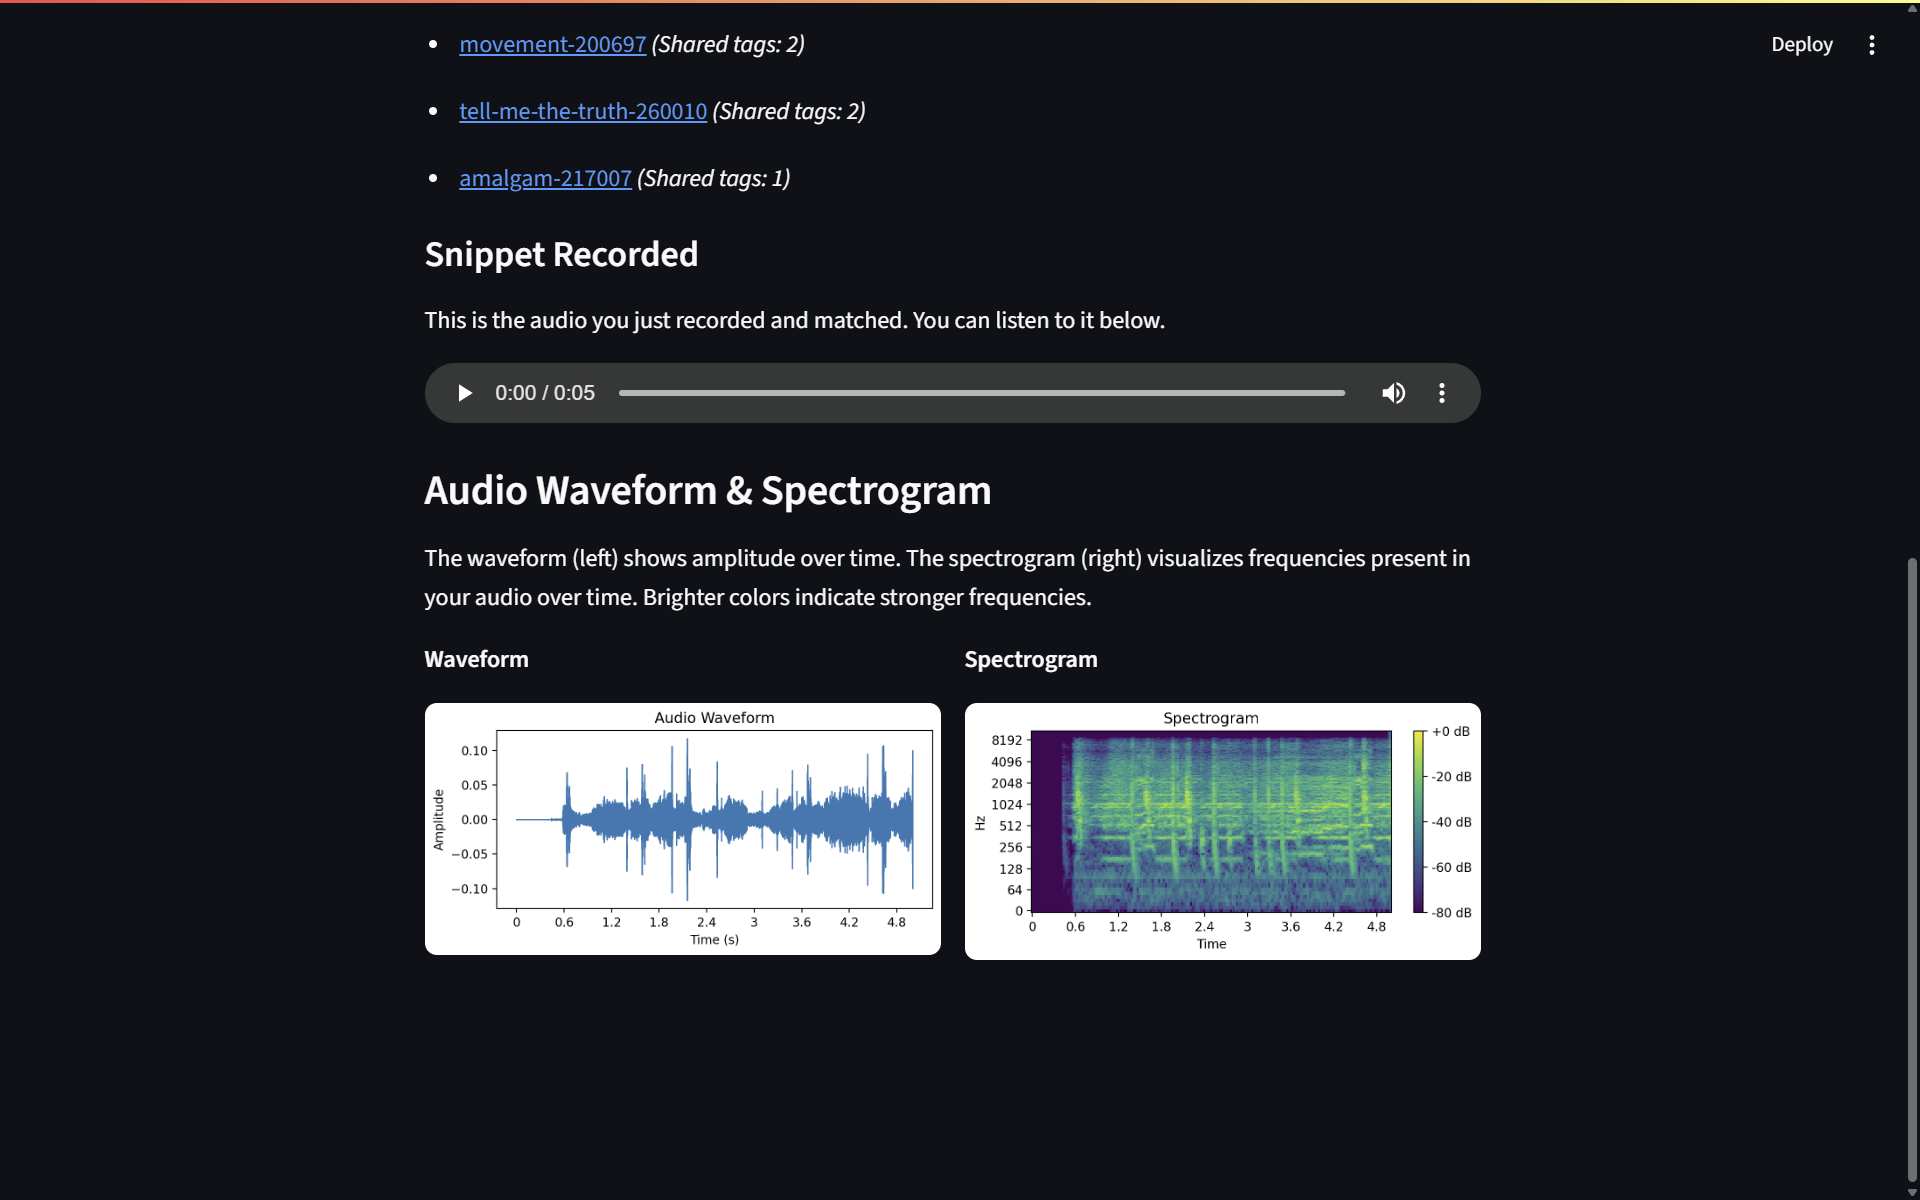 movement-200697 (Shared tags: 2)
Deploy
tell-me-the-truth-260010 (Shared tags: 2)
amalgam-217007 (Shared tags: 1)
Snippet Recorded
This is the audio you just recorded and matched. You can listen to it below.
0:00 / 0:05
Audio Waveform & Spectrogram
The waveform (left) shows amplitude over time. The spectrogram (right) visualizes frequencies present in
your audio over time. Brighter colors indicate stronger frequencies.
Waveform
Audio Waveform
Amplitude
0.10
0.05
0.00
−0.05
−0.10
0 0.6 1.2 1.8 2.4 3 3.6 4.2 4.8
Time (s)
Spectrogram
Spectrogram
Hz
8192
4096
2048
1024
512
256
128
64
0
0 0.6 1.2 1.8 2.4 3 3.6 4.2 4.8
Time
+0 dB
-20 dB
-40 dB
-60 dB
-80 dB